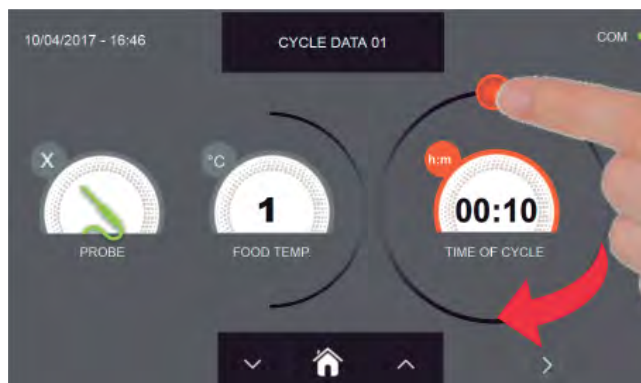 10/04/2017 - 16:46
CYCLE DATA 01
COM
X
°C
h:m
1
00:10
PROBE
FOOD TEMP.
TIME OF CYCLE